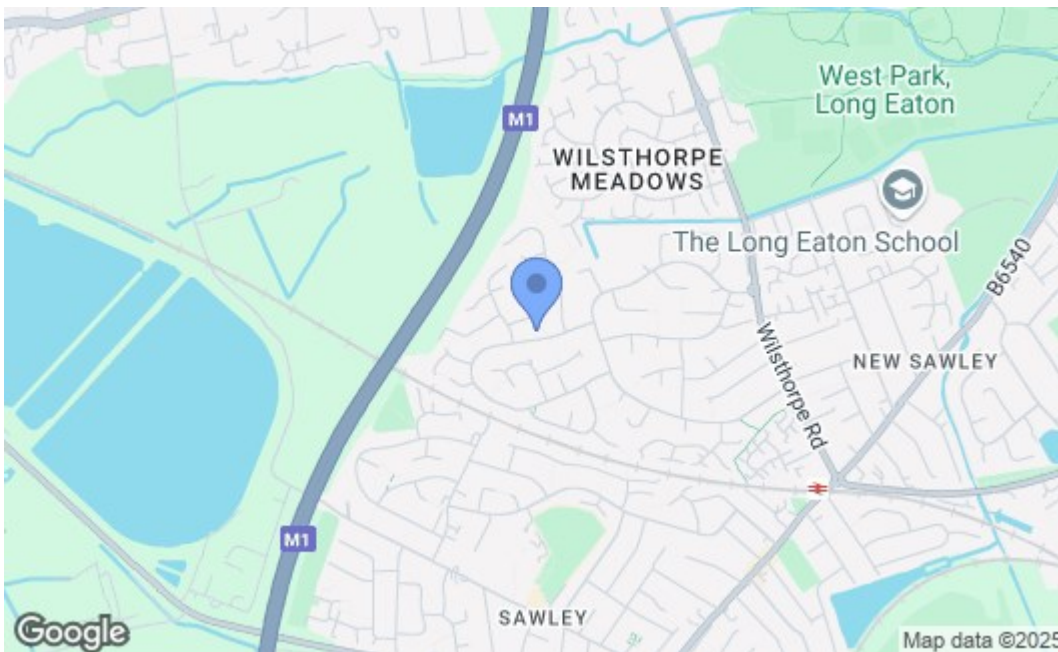 West Park,
Long Eaton
M1
WILSTHORPE
MEADOWS
The Long Eaton School
B6540
Wilsthorpe Rd
NEW SAWLEY
M1
SAWLEY
Google
Map data ©2025